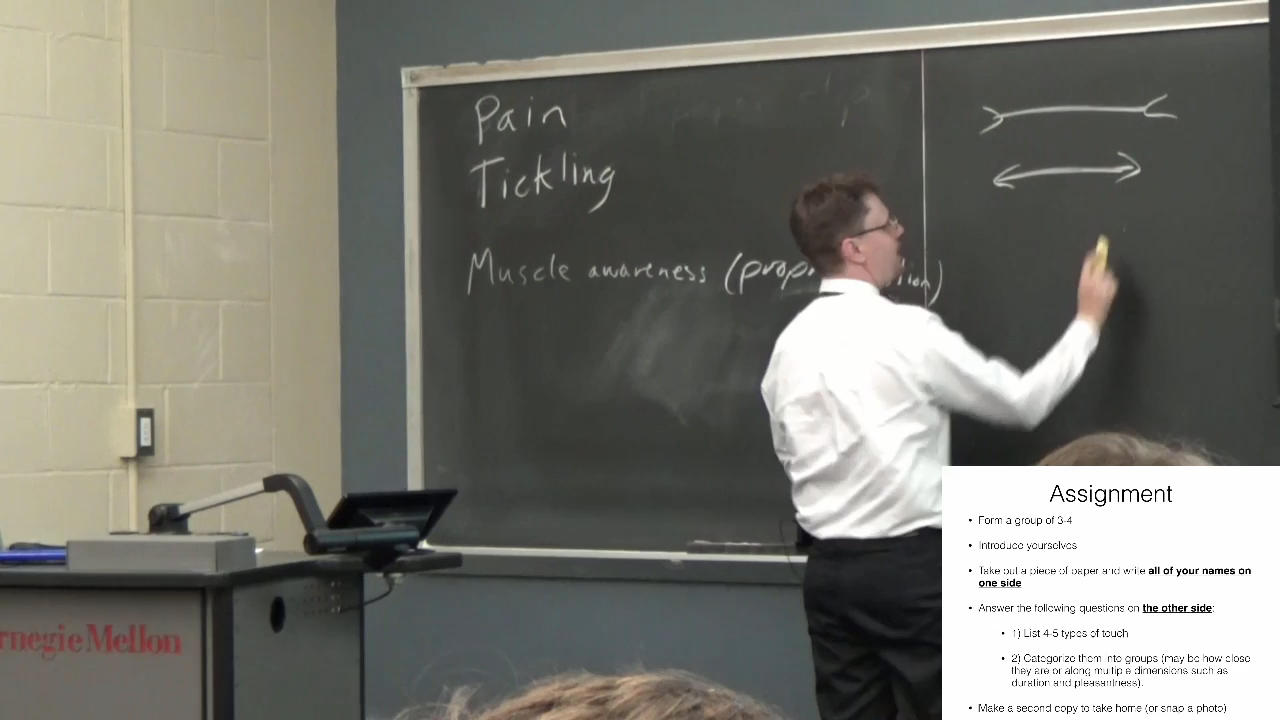 Pain
Tickling
Muscle awareness
rnegie Mellon
Assignment
• Form a group of 3-4
• Introduce yourselves
• Take out a piece of paper and write all of your names on
one side
• Answer the following questions on the other side:
• 1) List 4-5 types of touch
• 2) Categorize them into groups (may be how close
they are or along multiple dimensions such as
duration and pleasantness).
• Make a second copy to take home (or snap a photo)